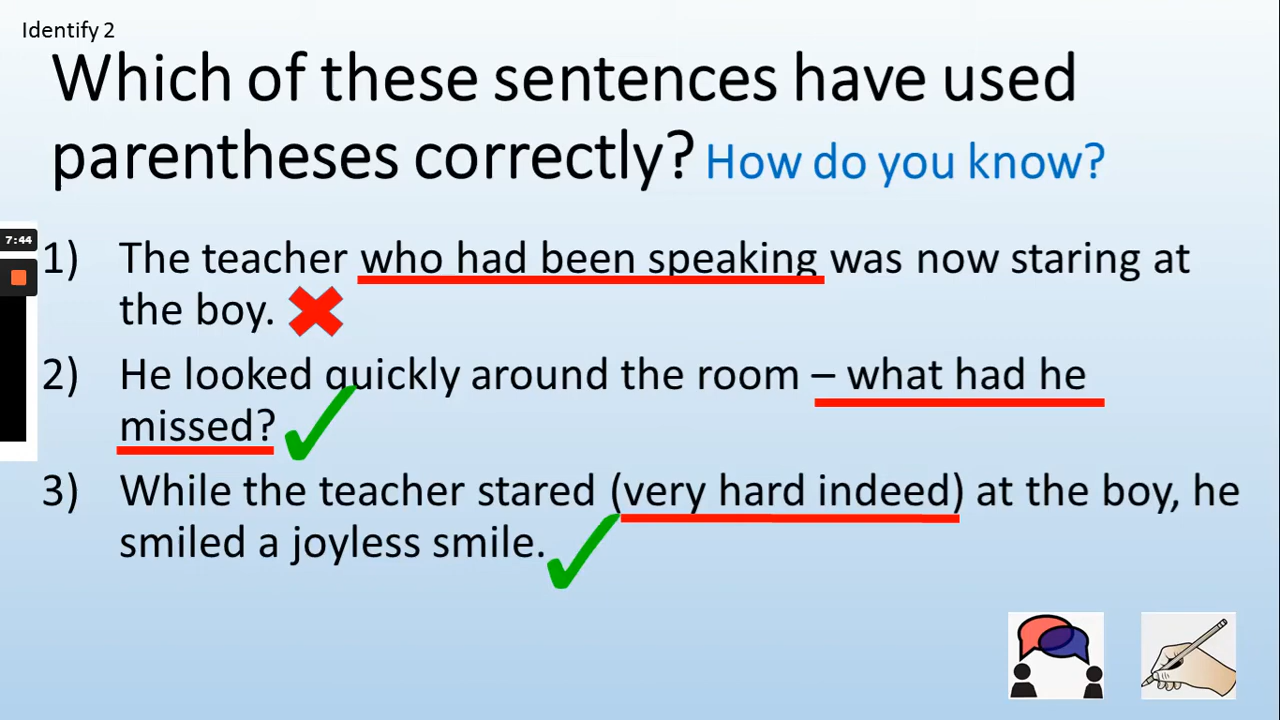 Identify 2
Which of these sentences have used
parentheses correctly? How do you know?
7:44
1) The teacher who had been speaking was now staring at
the boy.
2) He looked quickly around the room – what had he
missed?
3) While the teacher stared (very hard indeed) at the boy, he
smiled a joyless smile.